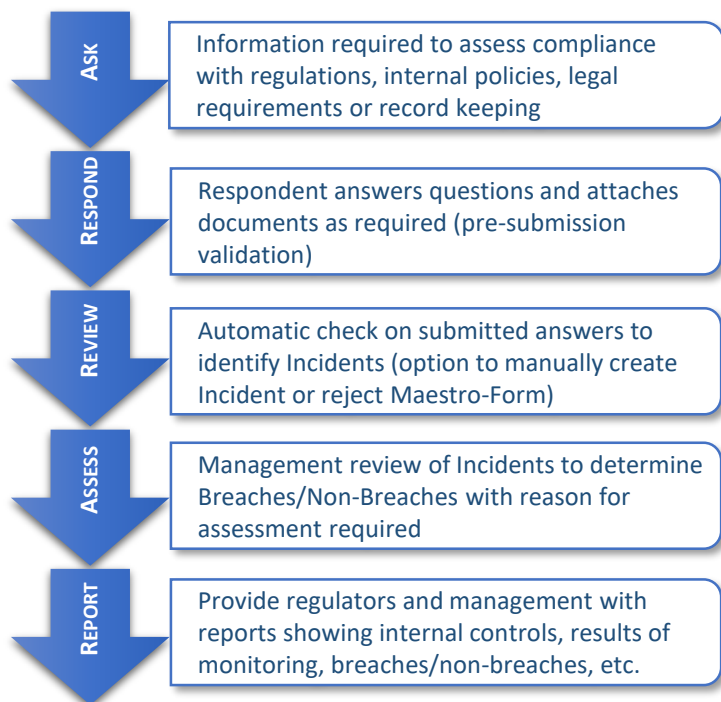 ASK
Information required to assess compliance
with regulations, internal policies, legal
requirements or record keeping
RESPOND
Respondent answers questions and attaches
documents as required (pre-submission
validation)
REVIEW
Automatic check on submitted answers to
identify Incidents (option to manually create
Incident or reject Maestro-Form)
ASSESS
Management review of Incidents to determine
Breaches/Non-Breaches with reason for
assessment required
REPORT
Provide regulators and management with
reports showing internal controls, results of
monitoring, breaches/non-breaches, etc.